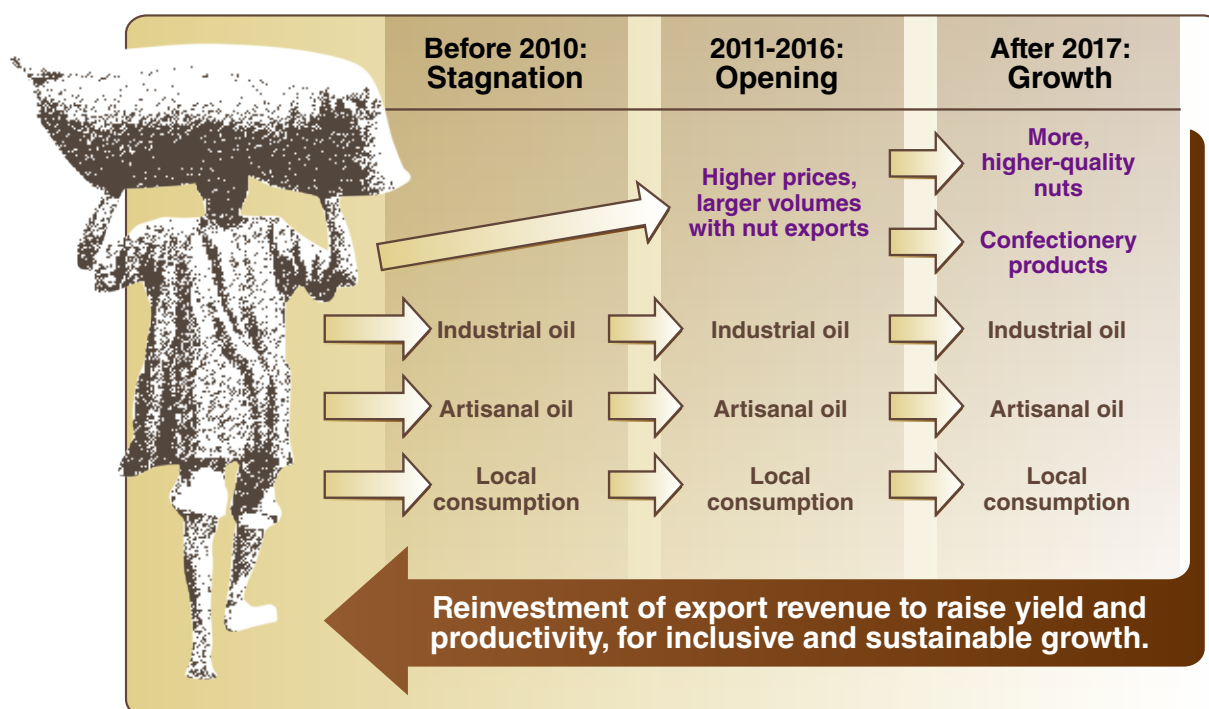 Before 2010:
Stagnation
2011-2016:
Opening
After 2017:
Growth
Higher prices,
larger volumes
with nut exports
More,
higher-quality
nuts
Confectionery
products
Industrial oil
Industrial oil
Industrial oil
Artisanal oil
Artisanal oil
Artisanal oil
Local
consumption
Local
consumption
Local
consumption
Reinvestment of export revenue to raise yield and
productivity, for inclusive and sustainable growth.